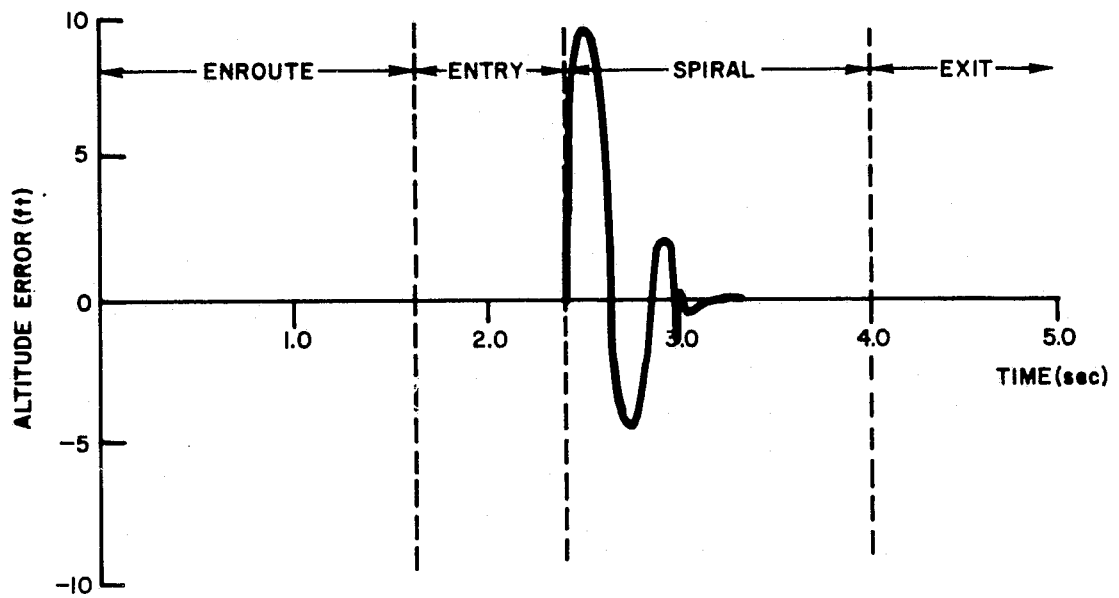 10
ENROUTE ENTRY SPIRAL EXIT
5
ALTITUDE ERROR (ft)
0
1.0 2.0 3.0 4.0 5.0
TIME (sec)
-5
-10